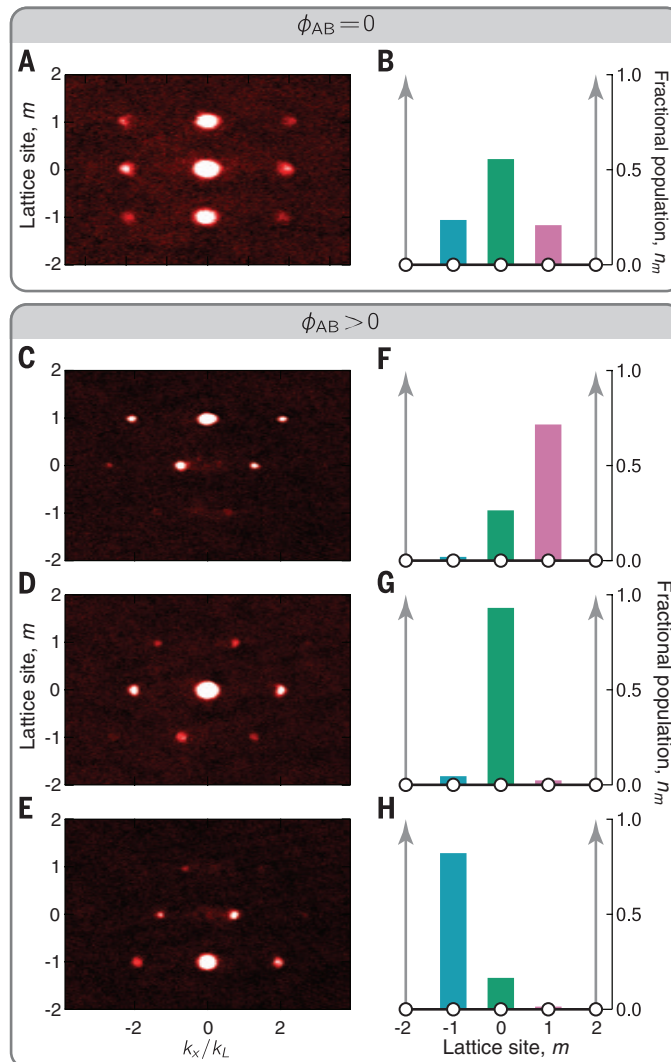 ϕAB=0
A
B
2
1
0
-1
-2
Lattice site, m
1.0
0.5
0.0
Fractional population, nm
ϕAB>0
C
F
2
1
0
-1
-2
1.0
0.5
0.0
D
G
2
1
0
-1
-2
Lattice site, m
1.0
0.5
0.0
Fractional population, nm
E
H
2
1
0
-1
-2
1.0
0.5
0.0
-2 0 2
kx/kL
-2 -1 0 1 2
Lattice site, m